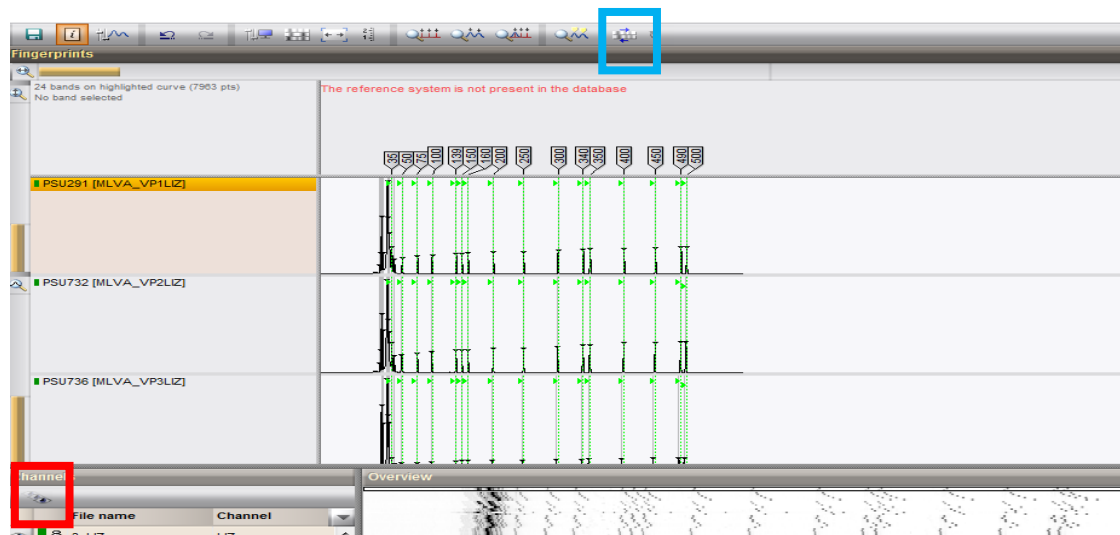 Fingerprints
24 bands on highlighted curve (7963 pts)
No band selected
The reference system is not present in the database
35 50 75 100 139 150 160 200 250 300 340 350 400 450 490 500
PSU291 [MLVA_VP1LIZ]
PSU732 [MLVA_VP2LIZ]
PSU736 [MLVA_VP3LIZ]
Overview
File name Channel